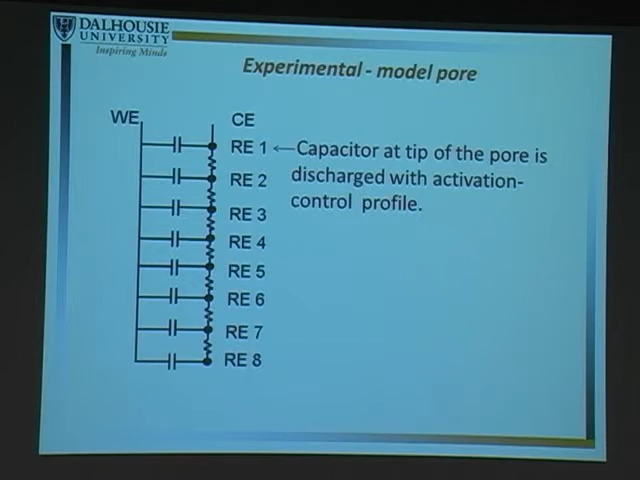 DALHOUSIE
UNIVERSITY
Inspiring Minds
Experimental - model pore
WE
CE
RE 1 ← Capacitor at tip of the pore is
discharged with activation-
control profile.
RE 2
RE 3
RE 4
RE 5
RE 6
RE 7
RE 8